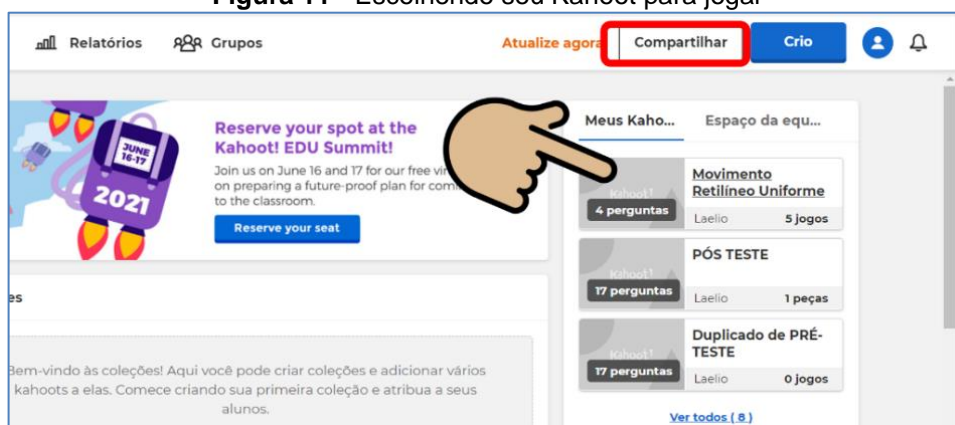 Relatórios Grupos Atualize agora Compartilhar Crio
Reserve your spot at the
Kahoot! EDU Summit!
Join us on June 16 and 17 for our free
on preparing a future-proof plan for
to the classroom.
Reserve your seat
JUNE
16-17
2021
es
Bem-vindo às coleções! Aqui você pode criar coleções e adicionar vários
kahoots a elas. Comece criando sua primeira coleção e atribua a seus
alunos.
Meus Kaho... Espaço da equ...
Movimento
Retilíneo Uniforme
Kahoot!
4 perguntas
Laelio 5 jogos
PÓS TESTE
Kahoot!
17 perguntas
Laelio 1 peças
Duplicado de PRÉ-
TESTE
Kahoot!
17 perguntas
Laelio 0 jogos
Ver todos ( 8 )